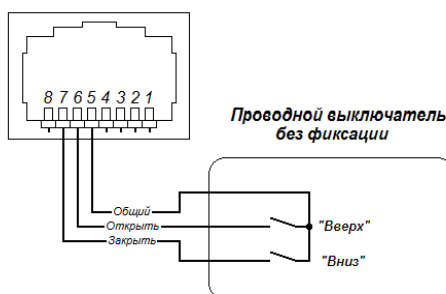 8 7 6 5 4 3 2 1
Проводной выключатель
без фиксации
Общий
Открыть
Закрыть
"Вверх"
"Вниз"